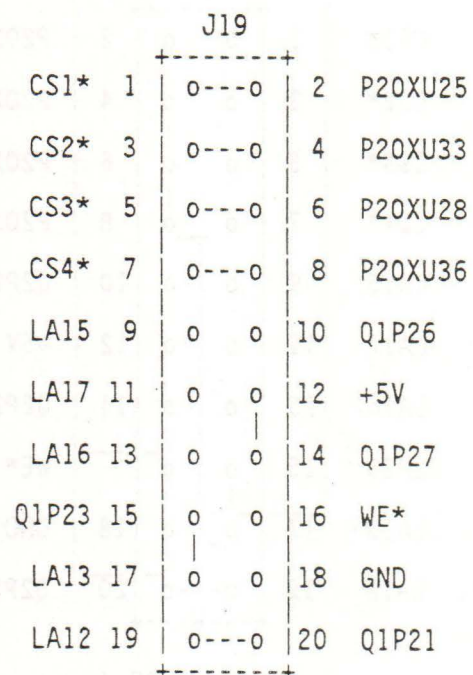 J19
CS1* 1 o---o 2 P20XU25
CS2* 3 o---o 4 P20XU33
CS3* 5 o---o 6 P20XU28
CS4* 7 o---o 8 P20XU36
LA15 9 o o 10 Q1P26
LA17 11 o o 12 +5V
LA16 13 o o 14 Q1P27
Q1P23 15 o o 16 WE*
LA13 17 o o 18 GND
LA12 19 o---o 20 Q1P21